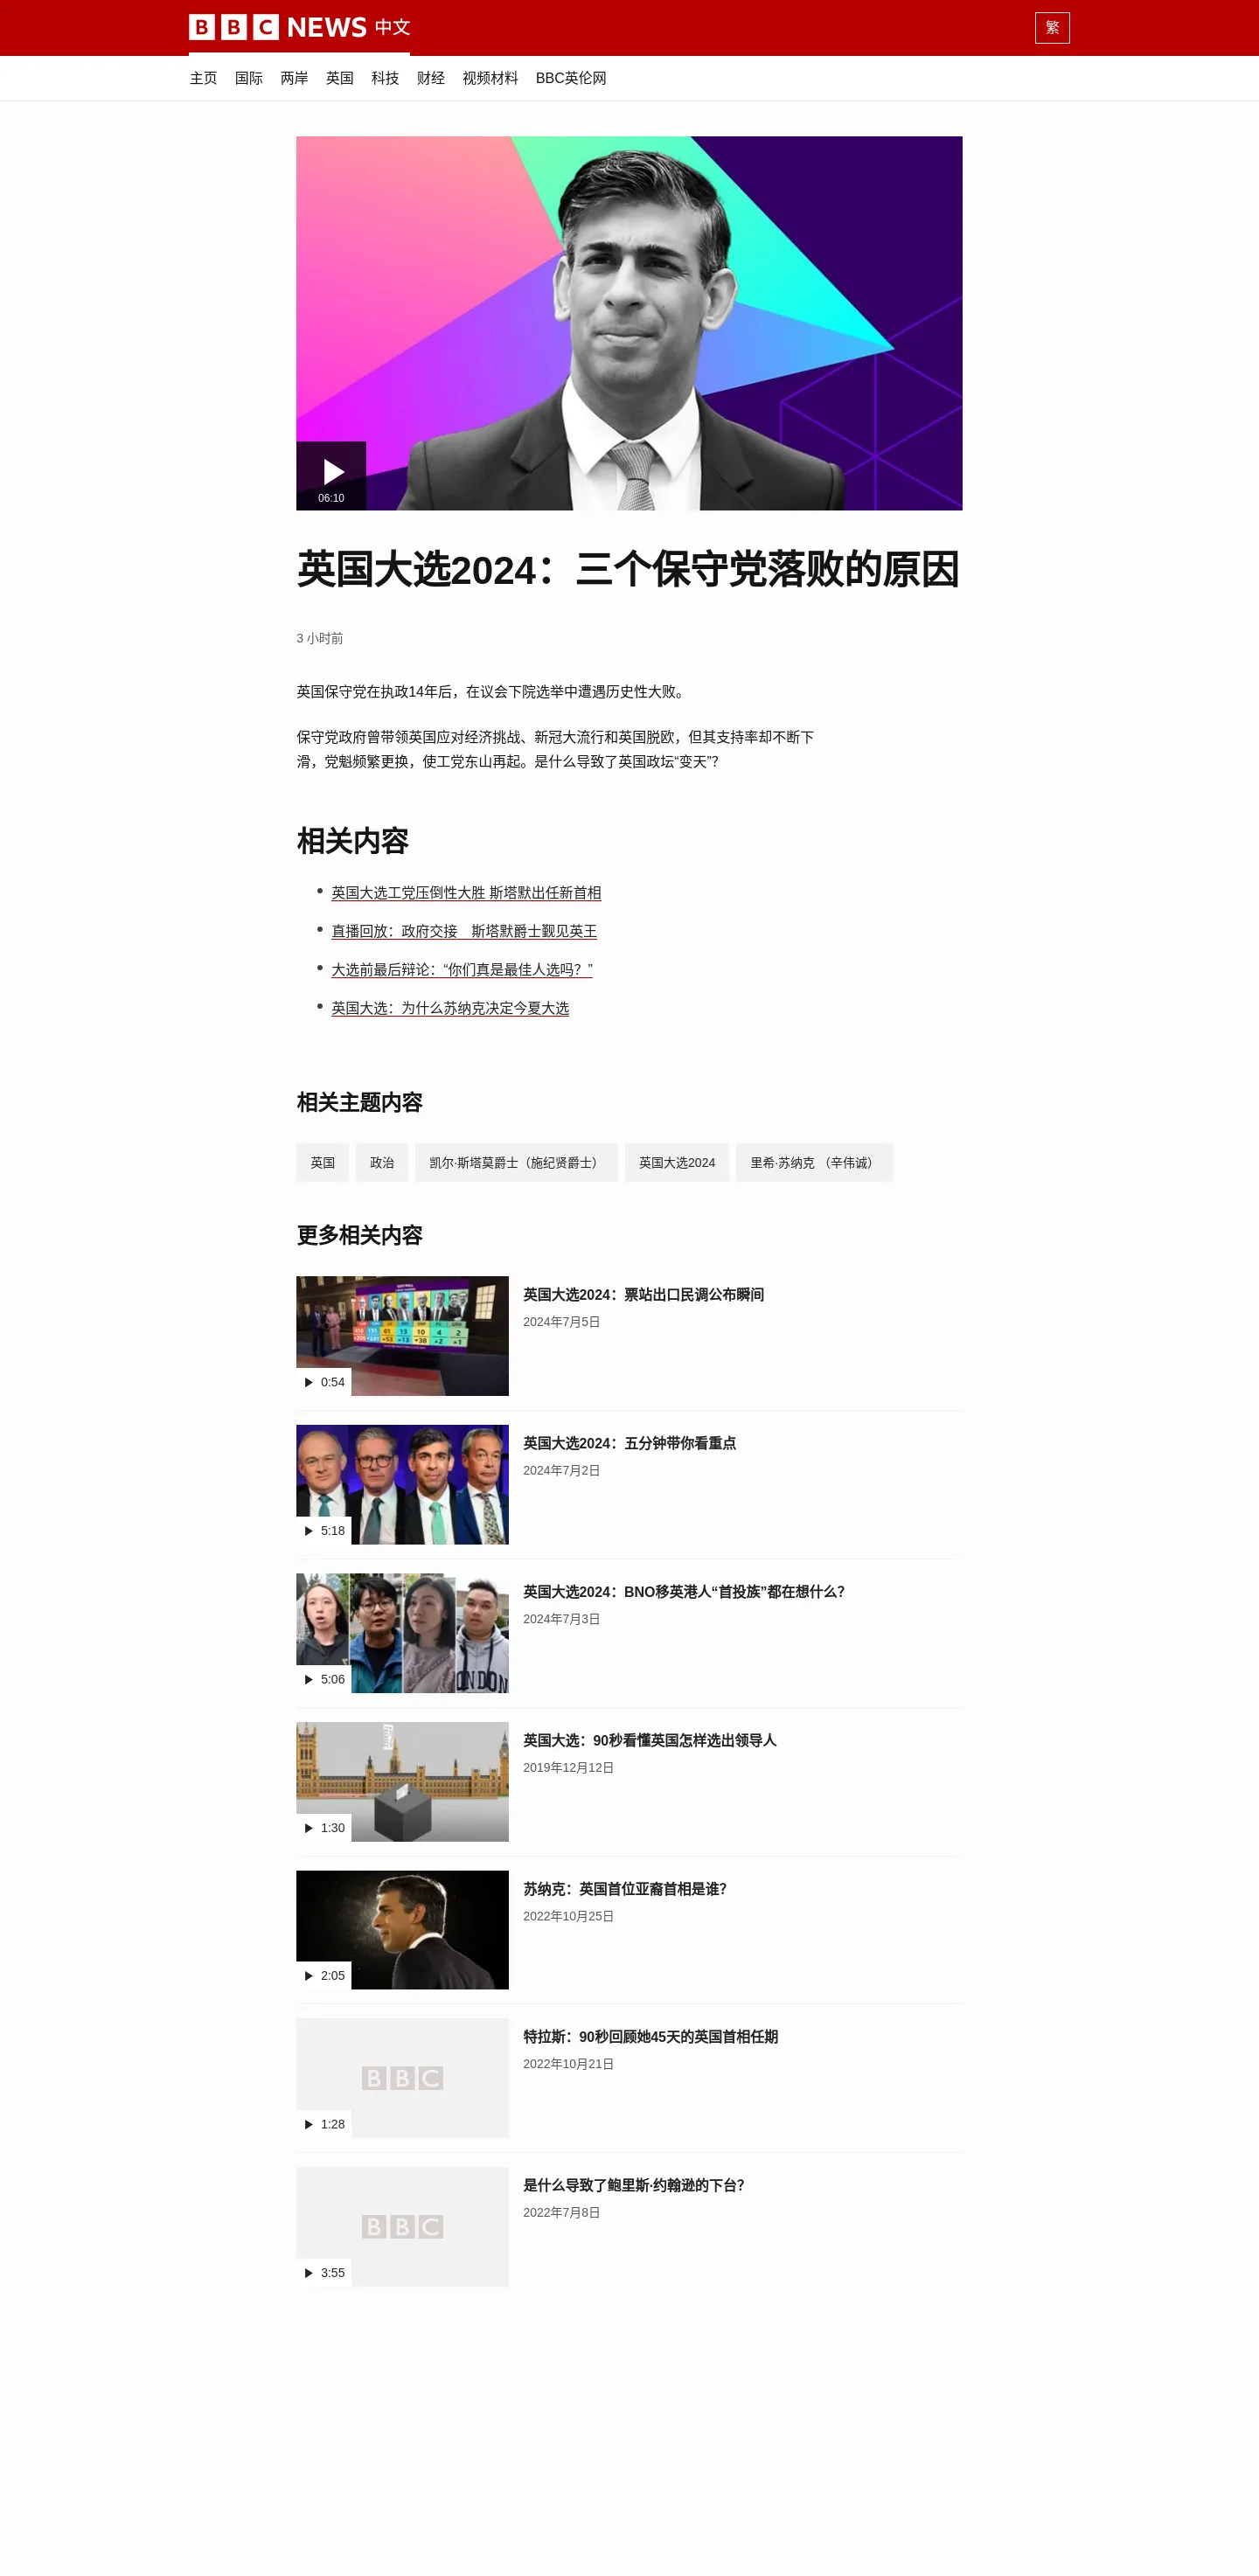 BBC NEWS 中文
繁
主页 国际 两岸 英国 科技 财经 视频材料 BBC英伦网
06:10
英国大选2024：三个保守党落败的原因
3 小时前
英国保守党在执政14年后，在议会下院选举中遭遇历史性大败。
保守党政府曾带领英国应对经济挑战、新冠大流行和英国脱欧，但其支持率却不断下
滑，党魁频繁更换，使工党东山再起。是什么导致了英国政坛“变天”？
相关内容
英国大选工党压倒性大胜 斯塔默出任新首相
直播回放：政府交接　斯塔默爵士觐见英王
大选前最后辩论：“你们真是最佳人选吗？”
英国大选：为什么苏纳克决定今夏大选
相关主题内容
英国 政治 凯尔·斯塔莫爵士（施纪贤爵士） 英国大选2024 里希·苏纳克 （辛伟诚）
更多相关内容
英国大选2024：票站出口民调公布瞬间
2024年7月5日
410 131 61 13 10 4 2
+53 -13 -38 +2 +1
0:54
英国大选2024：五分钟带你看重点
2024年7月2日
5:18
英国大选2024：BNO移英港人“首投族”都在想什么？
2024年7月3日
5:06
英国大选：90秒看懂英国怎样选出领导人
2019年12月12日
1:30
苏纳克：英国首位亚裔首相是谁？
2022年10月25日
2:05
特拉斯：90秒回顾她45天的英国首相任期
2022年10月21日
BBC
1:28
是什么导致了鲍里斯·约翰逊的下台？
2022年7月8日
BBC
3:55